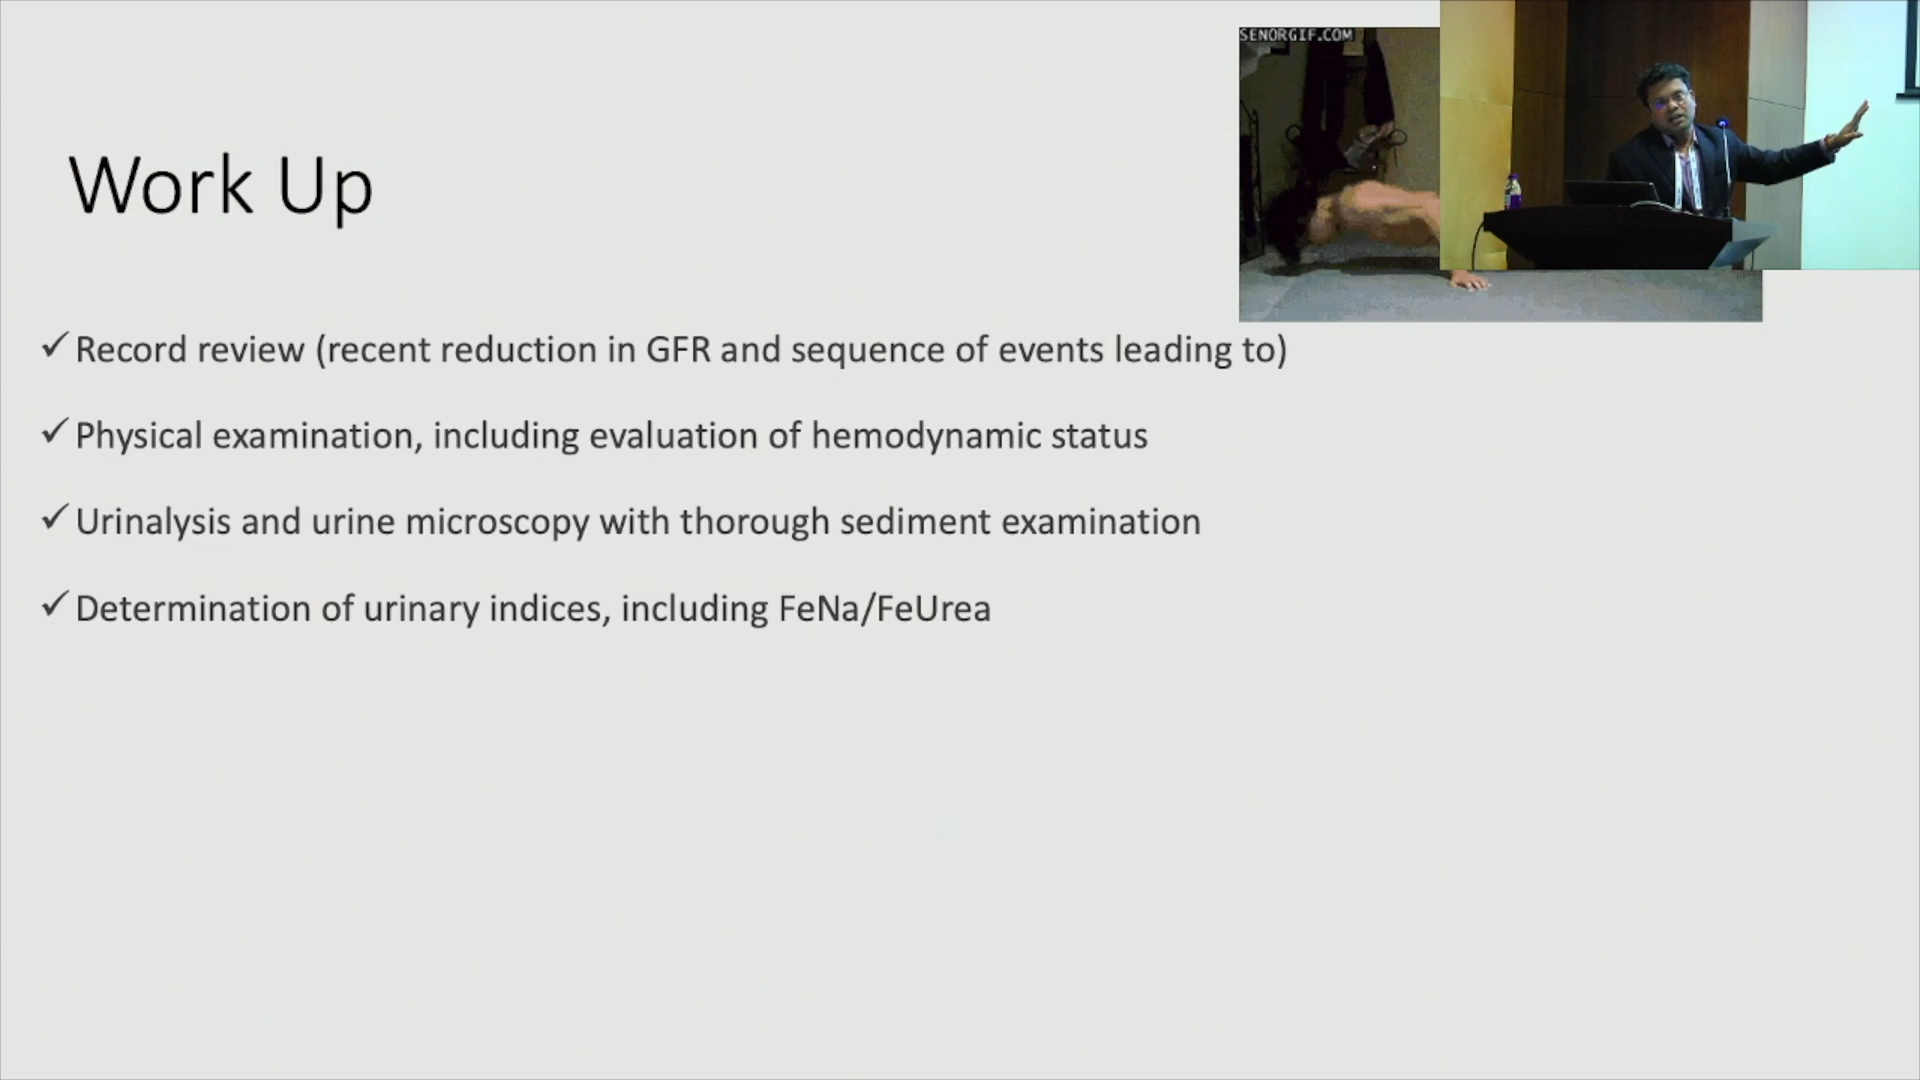 SENORGIF.COM
Work Up
✓ Record review (recent reduction in GFR and sequence of events leading to)
✓ Physical examination, including evaluation of hemodynamic status
✓ Urinalysis and urine microscopy with thorough sediment examination
✓ Determination of urinary indices, including FeNa/FeUrea